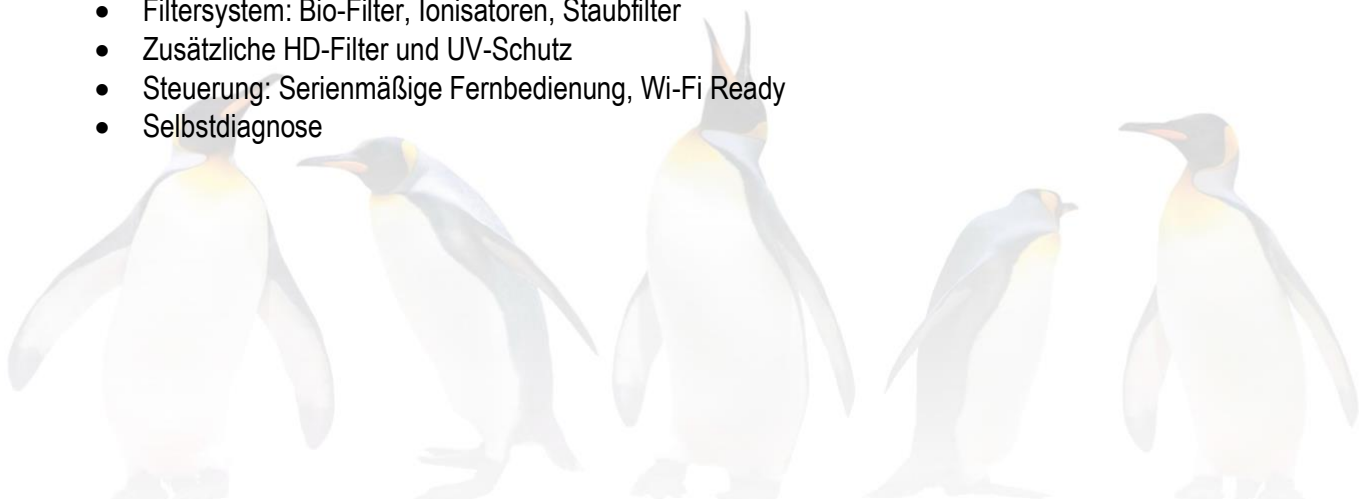 • Filtersystem: Bio-Filter, Ionisatoren, Staubfilter
• Zusätzliche HD-Filter und UV-Schutz
• Steuerung: Serienmäßige Fernbedienung, Wi-Fi Ready
• Selbstdiagnose